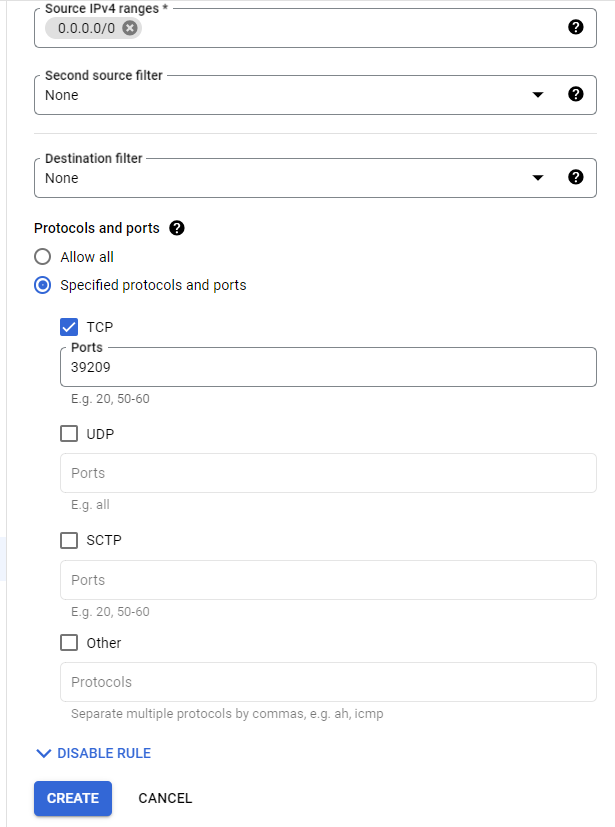 Source IPv4 ranges *
0.0.0.0/0
Second source filter
None
Destination filter
None
Protocols and ports
Allow all
Specified protocols and ports
TCP
Ports
39209
E.g. 20, 50-60
UDP
Ports
E.g. all
SCTP
Ports
E.g. 20, 50-60
Other
Protocols
Separate multiple protocols by commas, e.g. ah, icmp
DISABLE RULE
CREATE CANCEL